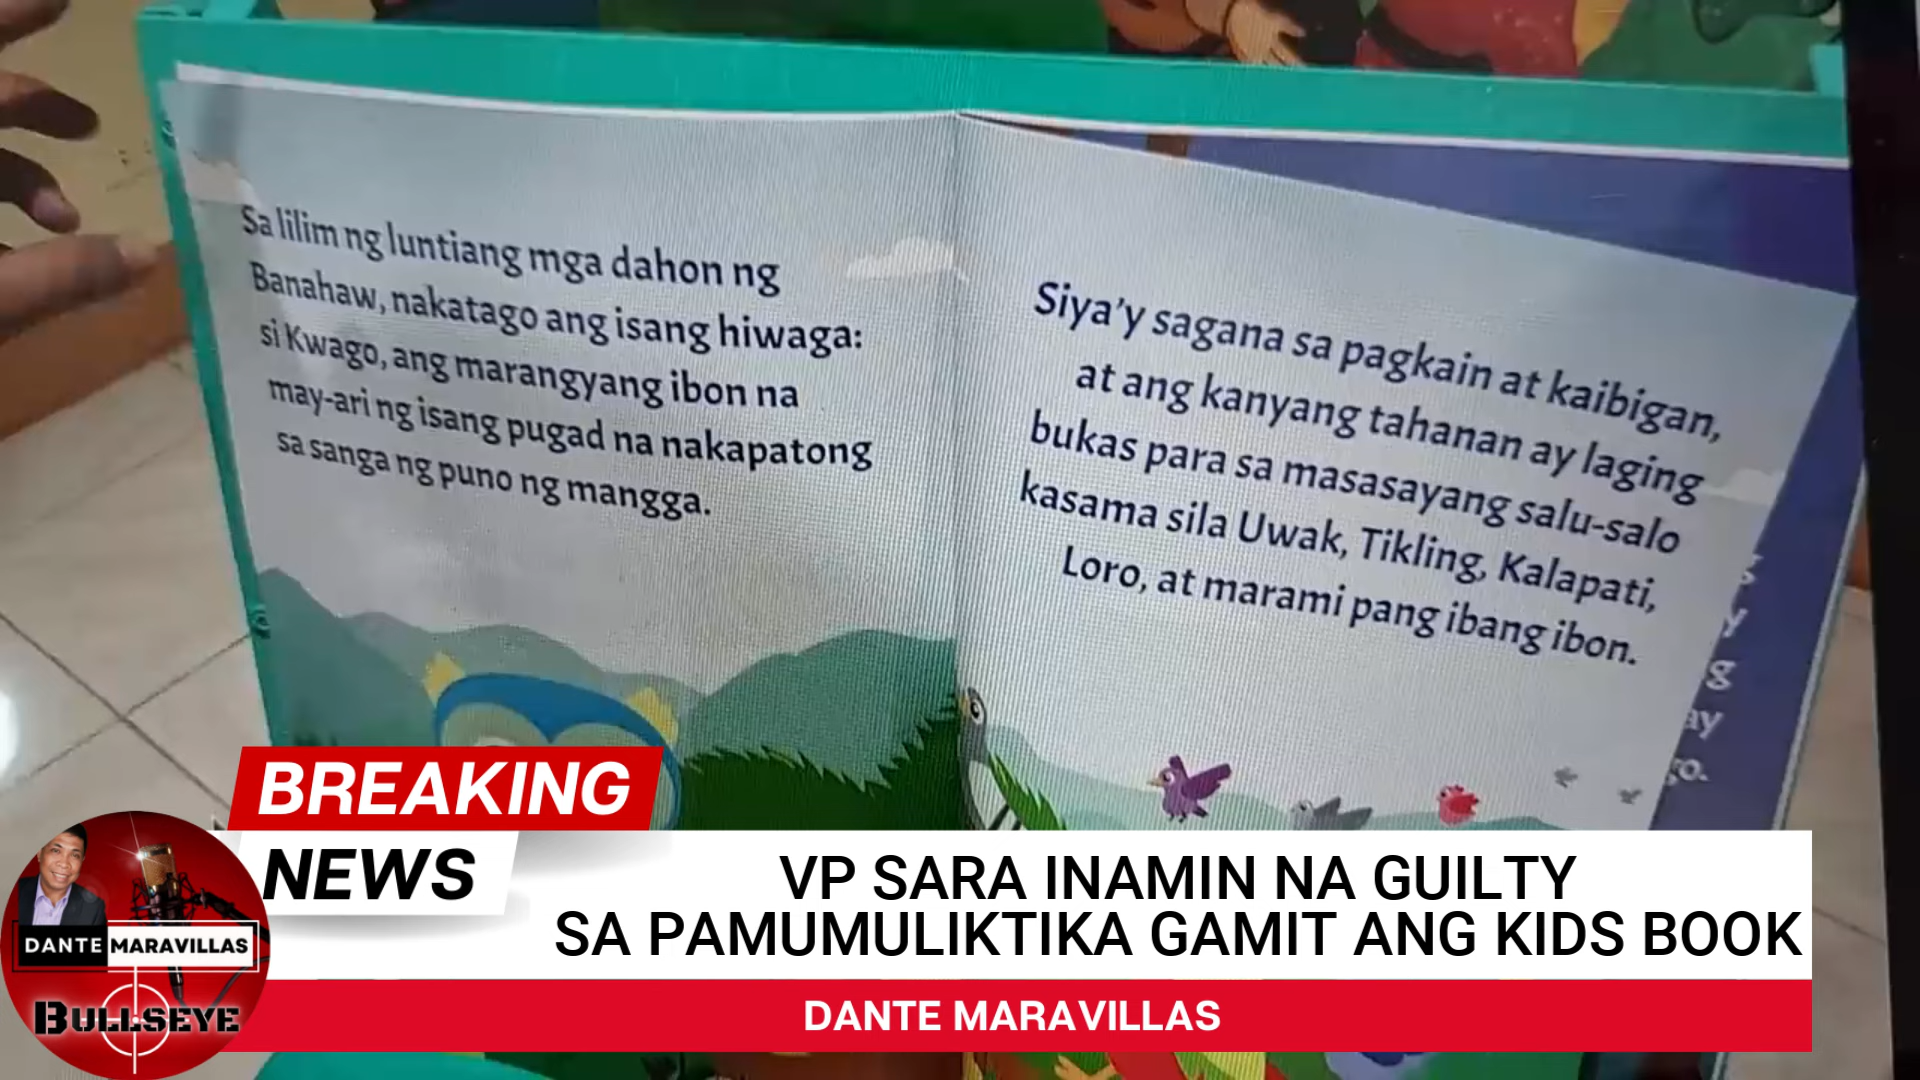 Sa lilim ng luntiang mga dahon ng
Banahaw, nakatago ang isang hiwaga:
si Kwago, ang marangyang ibon na
may-ari ng isang pugad na nakapatong
sa sanga ng puno ng mangga.
Siya'y sagana sa pagkain at kaibigan,
at ang kanyang tahanan ay laging
bukas para sa masasayang salu-salo
kasama sila Uwak, Tikling, Kalapati,
Loro, at marami pang ibang ibon.
BREAKING
NEWS
VP SARA INAMIN NA GUILTY
SA PAMUMULIKTIKA GAMIT ANG KIDS BOOK
DANTE MARAVILLAS
DANTE MARAVILLAS
BULLSEYE